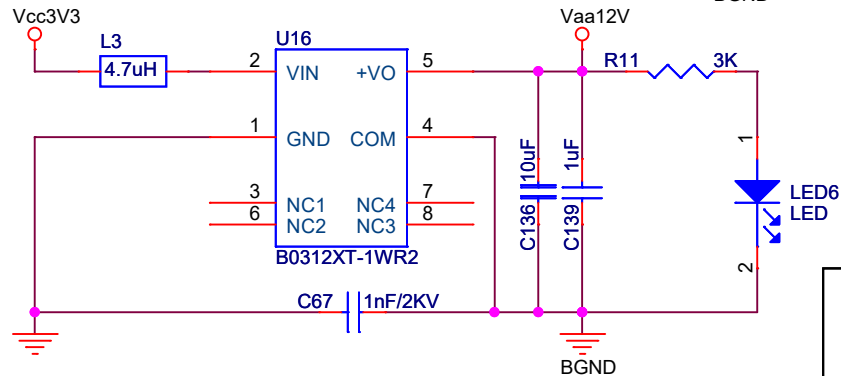 BGND
Vcc3V3
Vaa12V
L3
4.7uH
U16
R11
3K
2
VIN
+VO
5
1
GND
COM
4
3
NC1
NC4
7
6
NC2
NC3
8
B0312XT-1WR2
10uF
C136
1uF
C139
1
LED6
LED
2
C67
1nF/2KV
BGND